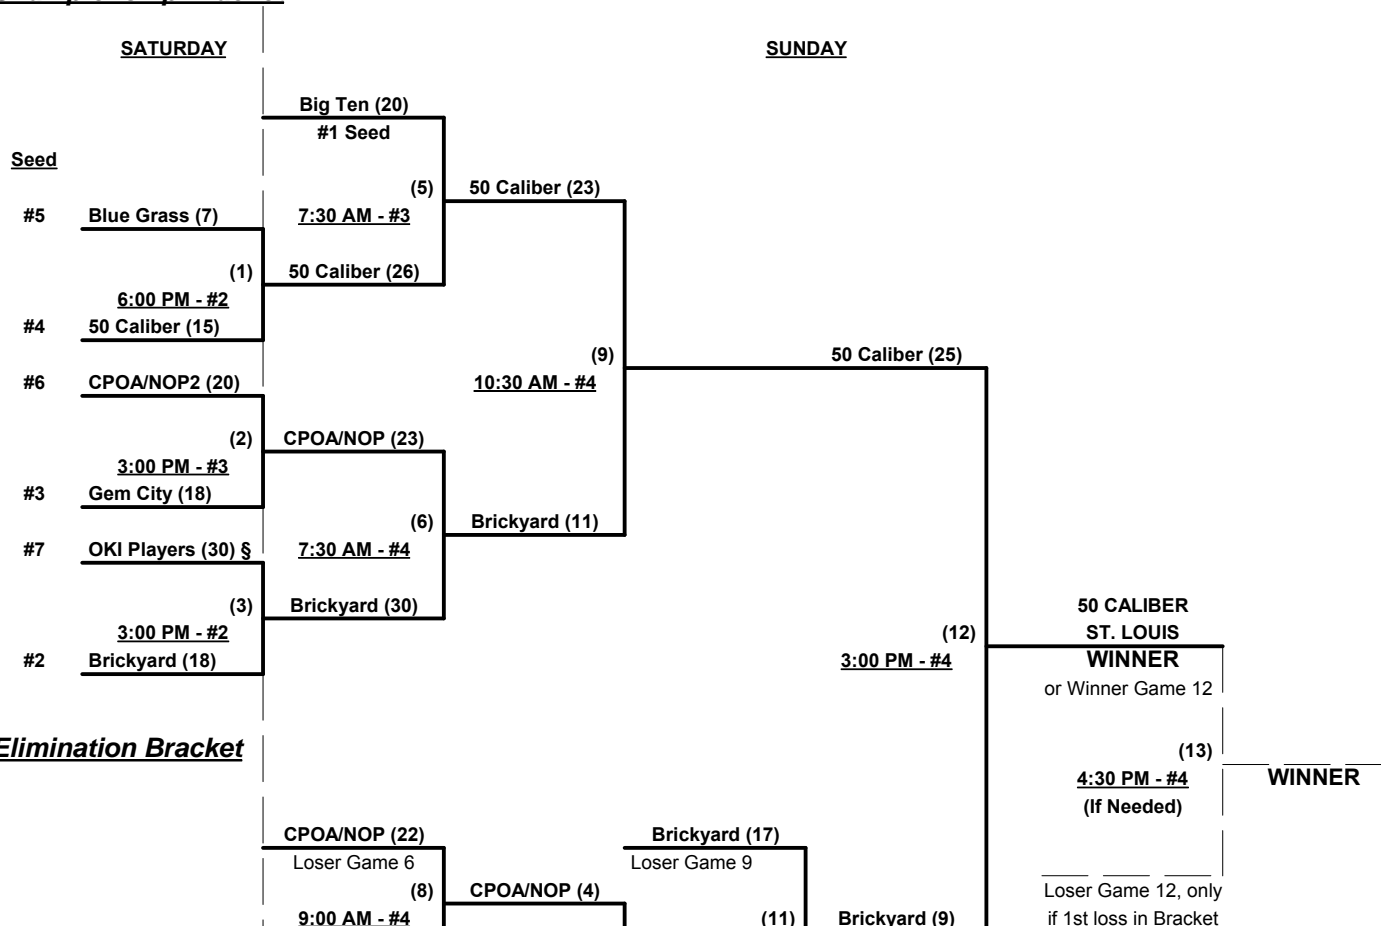 SATURDAY
SUNDAY
Big Ten (20)
#1 Seed
Seed
(5)
50 Caliber (23)
#5
Blue Grass (7)
7:30 AM - #3
(1)
50 Caliber (26)
6:00 PM - #2
#4
50 Caliber (15)
(9)
50 Caliber (25)
#6
CPOA/NOP2 (20)
10:30 AM - #4
(2)
CPOA/NOP (23)
3:00 PM - #3
#3
Gem City (18)
(6)
Brickyard (11)
#7
OKI Players (30) §
7:30 AM - #4
(3)
Brickyard (30)
50 CALIBER
3:00 PM - #2
(12)
ST. LOUIS
#2
Brickyard (18)
3:00 PM - #4
WINNER
or Winner Game 12
Elimination Bracket
(13)
4:30 PM - #4
WINNER
(If Needed)
CPOA/NOP (22)
Brickyard (17)
Loser Game 6
Loser Game 9
(8)
CPOA/NOP (4)
Loser Game 12, only
9:00 AM - #4
(11)
Brickyard (9)
if 1st loss in Bracket